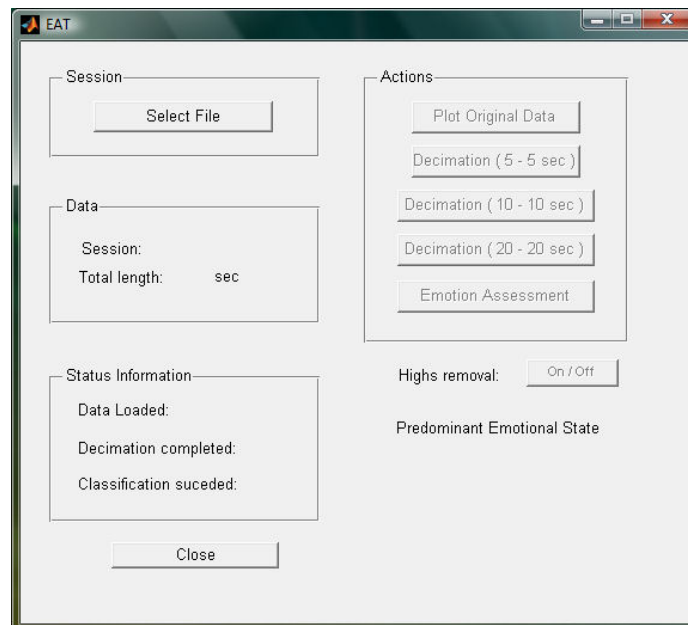 EAT
Session
Select File
Data
Session:
Total length: sec
Status Information
Data Loaded:
Decimation completed:
Classification suceded:
Close
Actions
Plot Original Data
Decimation ( 5 - 5 sec )
Decimation ( 10 - 10 sec )
Decimation ( 20 - 20 sec )
Emotion Assessment
Highs removal: On / Off
Predominant Emotional State